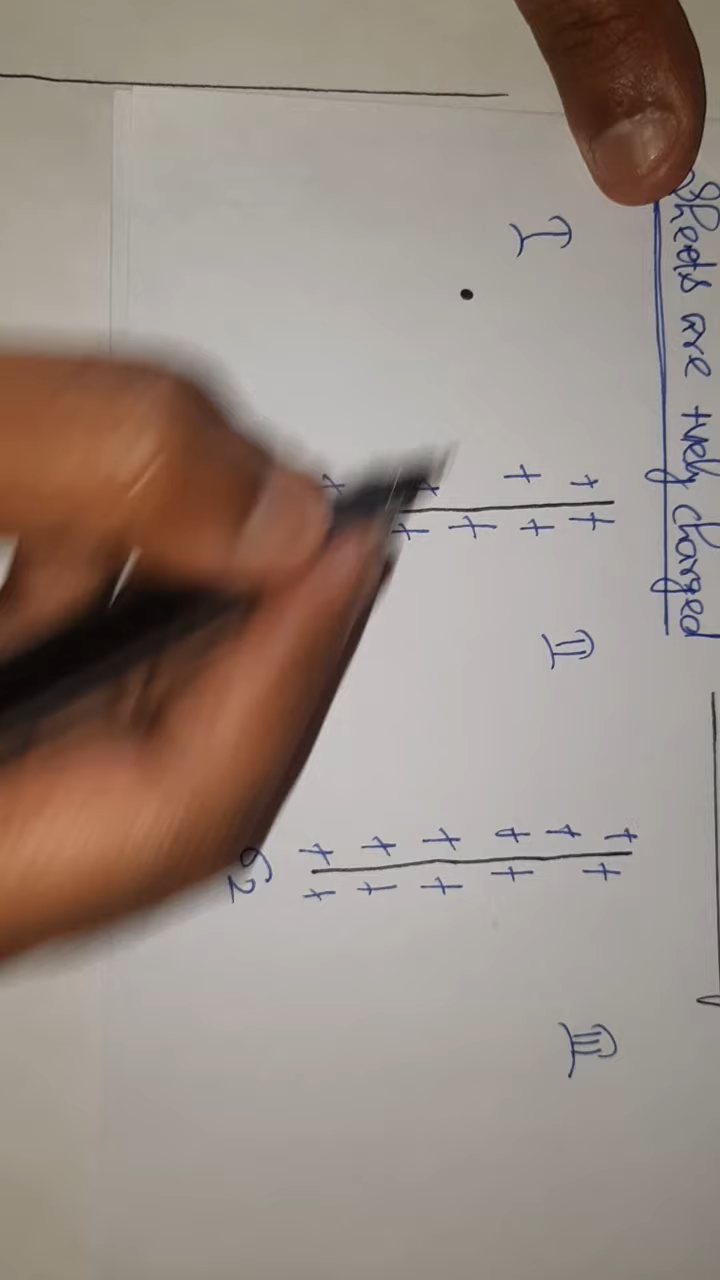 Sheets are +vely charged
I
II
III
+ + + +
+ + + +
+ + + + + +
+ + + + +
σ2